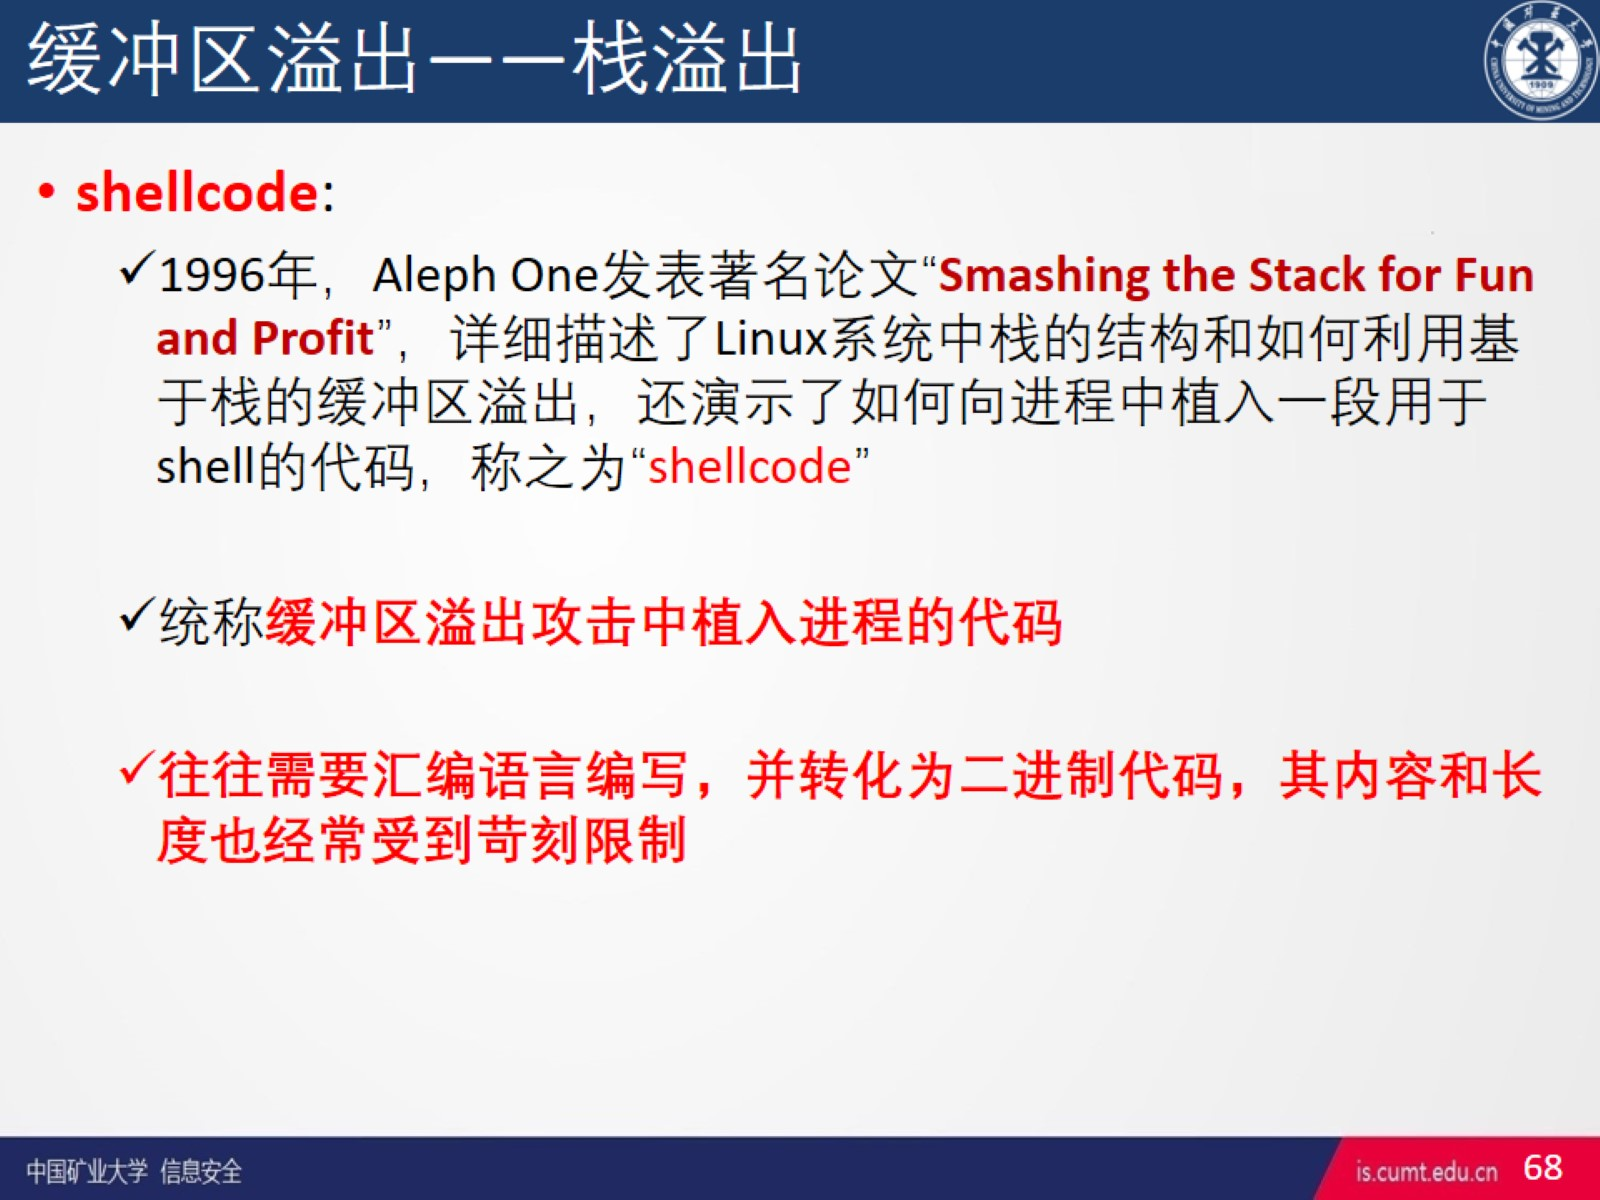 缓冲区溢出——栈溢出
• shellcode:
✓1996年，Aleph One发表著名论文“Smashing the Stack for Fun
and Profit”，详细描述了Linux系统中栈的结构和如何利用基
于栈的缓冲区溢出，还演示了如何向进程中植入一段用于
shell的代码，称之为“shellcode”
✓统称缓冲区溢出攻击中植入进程的代码
✓往往需要汇编语言编写，并转化为二进制代码，其内容和长
度也经常受到苛刻限制
中国矿业大学 信息安全
is.cumt.edu.cn 68
CHINA UNIVERSITY OF MINING AND TECHNOLOGY
1909